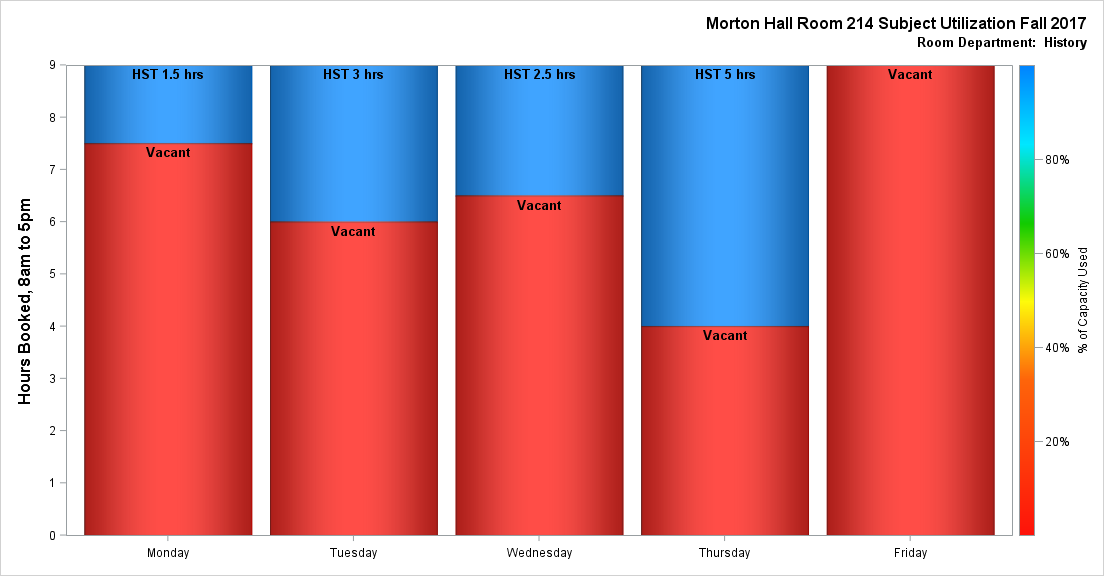 Morton Hall Room 214 Subject Utilization Fall 2017
Room Department:  History
Hours Booked, 8am to 5pm
9
8
7
6
5
4
3
2
1
0
HST 1.5 hrs
Vacant
HST 3 hrs
Vacant
HST 2.5 hrs
Vacant
HST 5 hrs
Vacant
Vacant
Monday
Tuesday
Wednesday
Thursday
Friday
80%
60%
40%
20%
% of Capacity Used